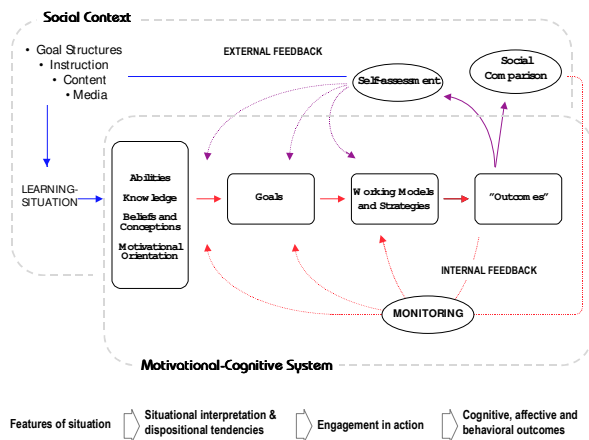 Social Context
• Goal Structures
• Instruction
• Content
• Media
EXTERNAL FEEDBACK
Self-assessment
Social
Comparison
LEARNING-
SITUATION
Abilities
Knowledge
Beliefs and
Conceptions
Motivational
Orientation
Goals
Working Models
and Strategies
"Outcomes"
INTERNAL FEEDBACK
MONITORING
Motivational-Cognitive System
Features of situation
Situational interpretation &
dispositional tendencies
Engagement in action
Cognitive, affective and
behavioral outcomes